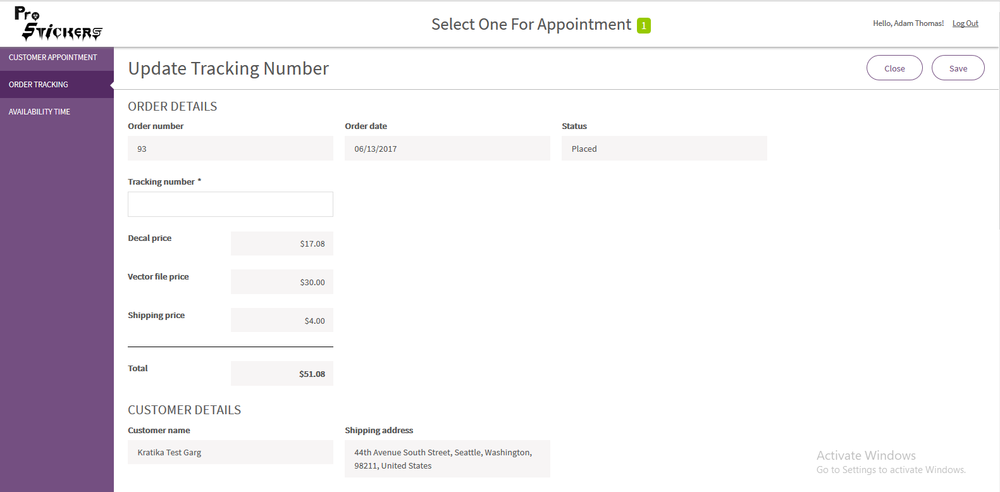 Pro
Stickers
Select One For Appointment 1
Hello, Adam Thomas! Log Out
CUSTOMER APPOINTMENT
ORDER TRACKING
AVAILABILITY TIME
Update Tracking Number
Close
Save
ORDER DETAILS
Order number
93
Order date
06/13/2017
Status
Placed
Tracking number *
Decal price
$17.08
Vector file price
$30.00
Shipping price
$4.00
Total
$51.08
CUSTOMER DETAILS
Customer name
Kratika Test Garg
Shipping address
44th Avenue South Street, Seattle, Washington,
98211, United States
Activate Windows
Go to Settings to activate Windows.